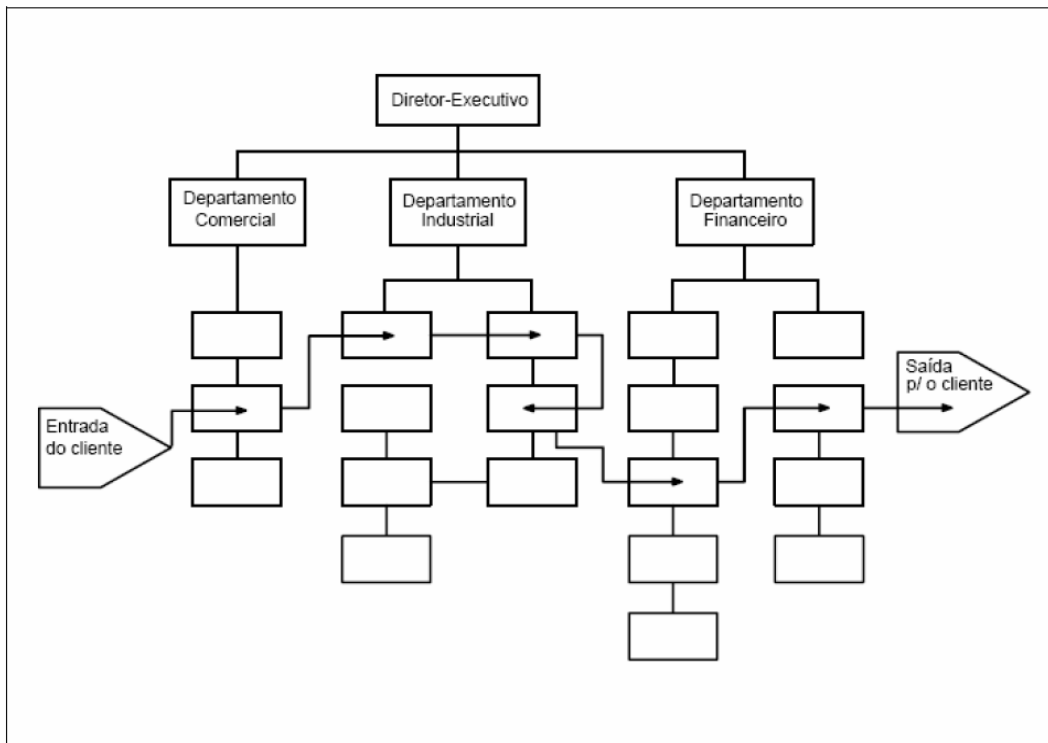 Diretor-Executivo
Departamento
Comercial
Departamento
Industrial
Departamento
Financeiro
Entrada
do cliente
Saída
p/ o cliente